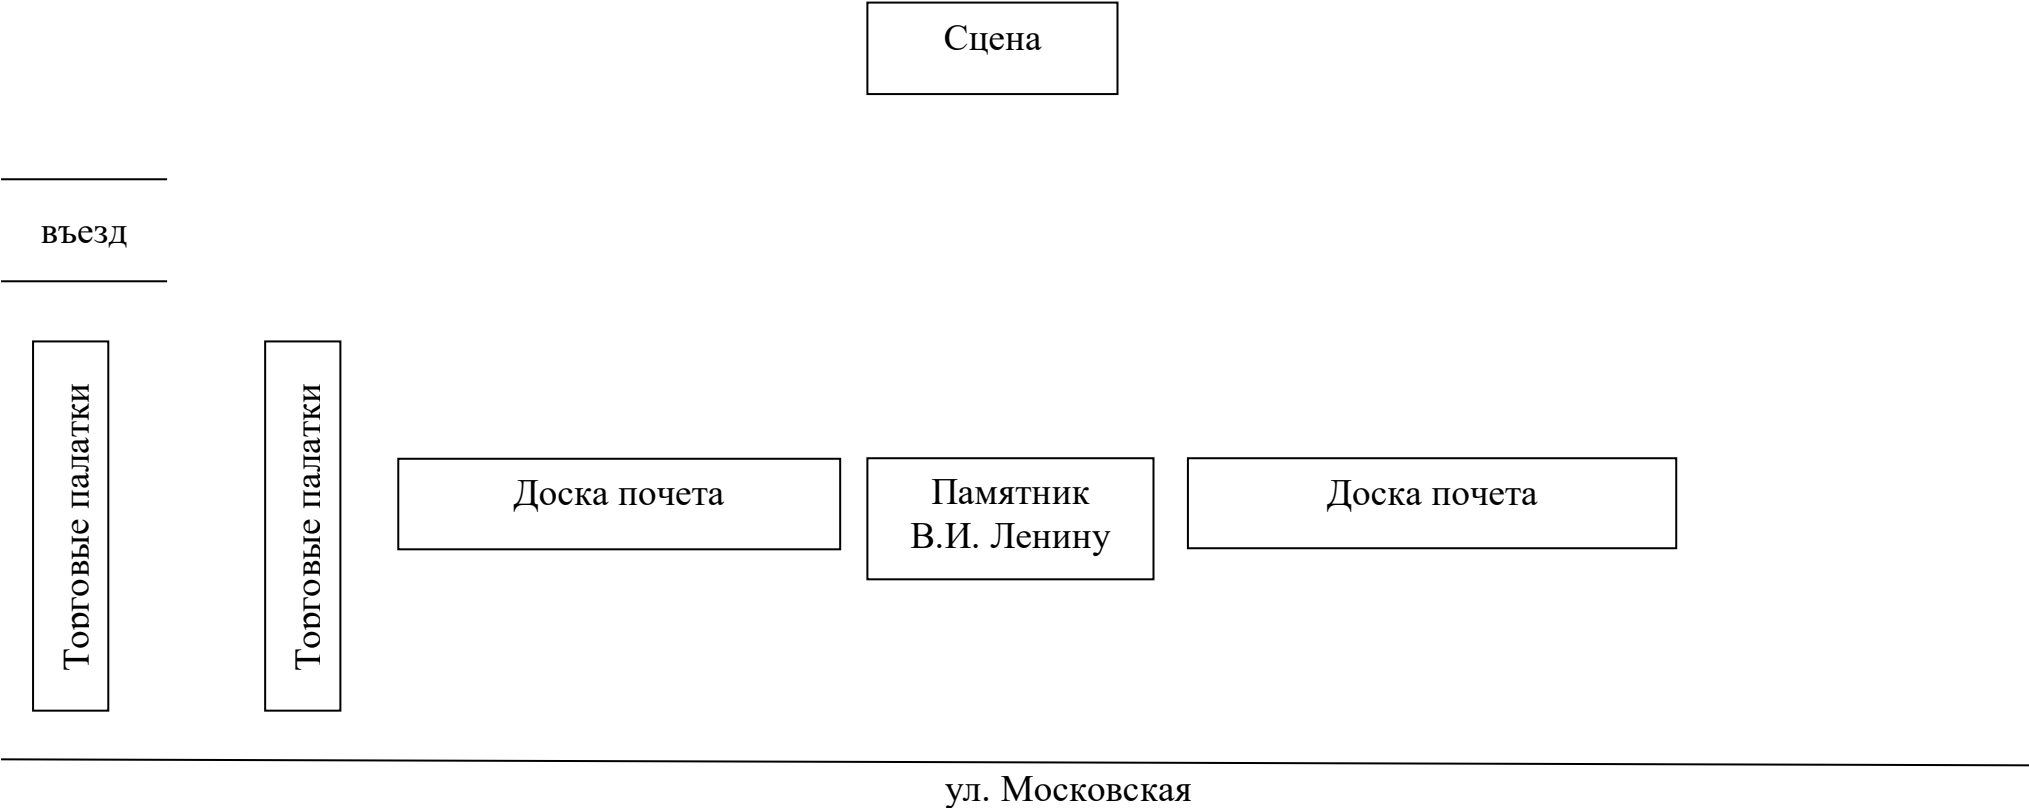 Сцена
въезд
Торговые палатки
Торговые палатки
Доска почета
Памятник
В.И. Ленину
Доска почета
ул. Московская